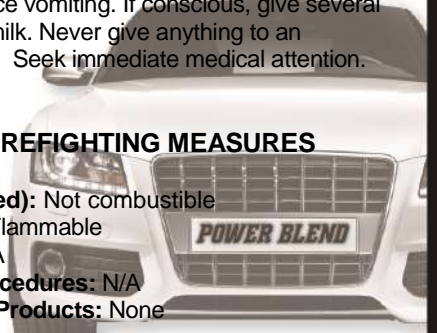 ce vomiting. If conscious, give several
milk. Never give anything to an
Seek immediate medical attention.
REFIGHTING MEASURES
ed): Not combustible
lammable
POWER BLEND
cedures: N/A
Products: None